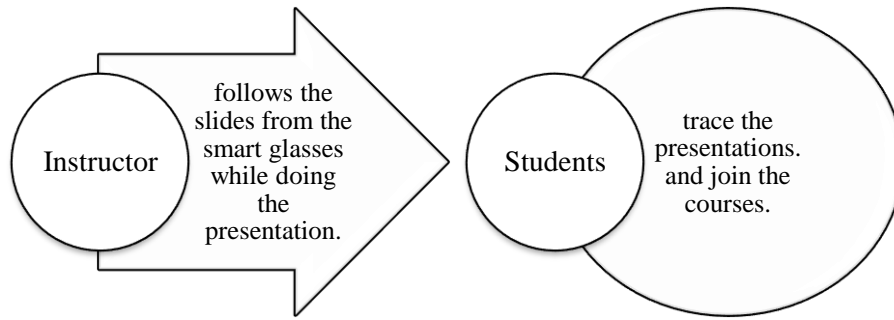 Instructor
follows the
slides from the
smart glasses
while doing
the
presentation.
Students
trace the
presentations.
and join the
courses.